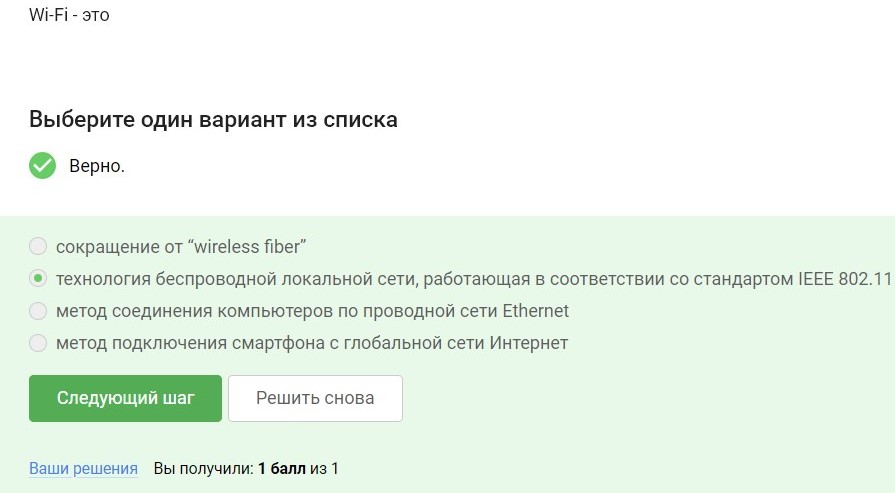 Wi-Fi - это
Выберите один вариант из списка
Верно.
сокращение от “wireless fiber”
технология беспроводной локальной сети, работающая в соответствии со стандартом IEEE 802.11
метод соединения компьютеров по проводной сети Ethernet
метод подключения смартфона с глобальной сети Интернет
Следующий шаг Решить снова
Ваши решения Вы получили: 1 балл из 1